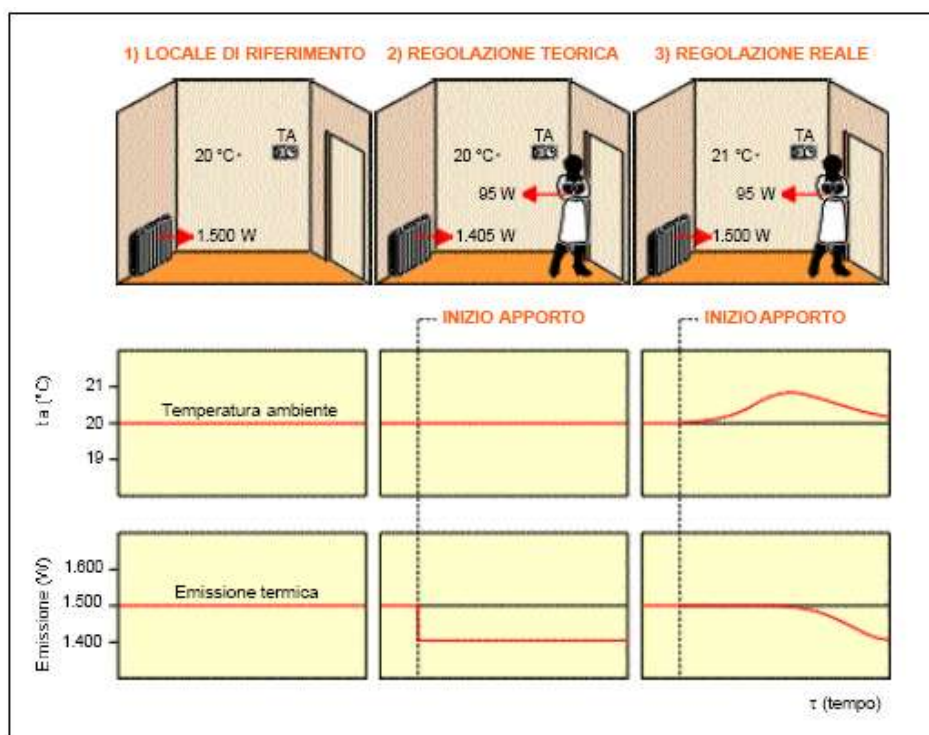 1) LOCALE DI RIFERIMENTO
2) REGOLAZIONE TEORICA
3) REGOLAZIONE REALE
TA
20 °C
1.500 W
TA
20 °C
95 W
1.405 W
TA
21 °C
95 W
1.500 W
INIZIO APPORTO
INIZIO APPORTO
t a (°C)
21
20
19
Temperatura ambiente
Emissione (W)
1.600
1.500
1.400
Emissione termica
τ (tempo)